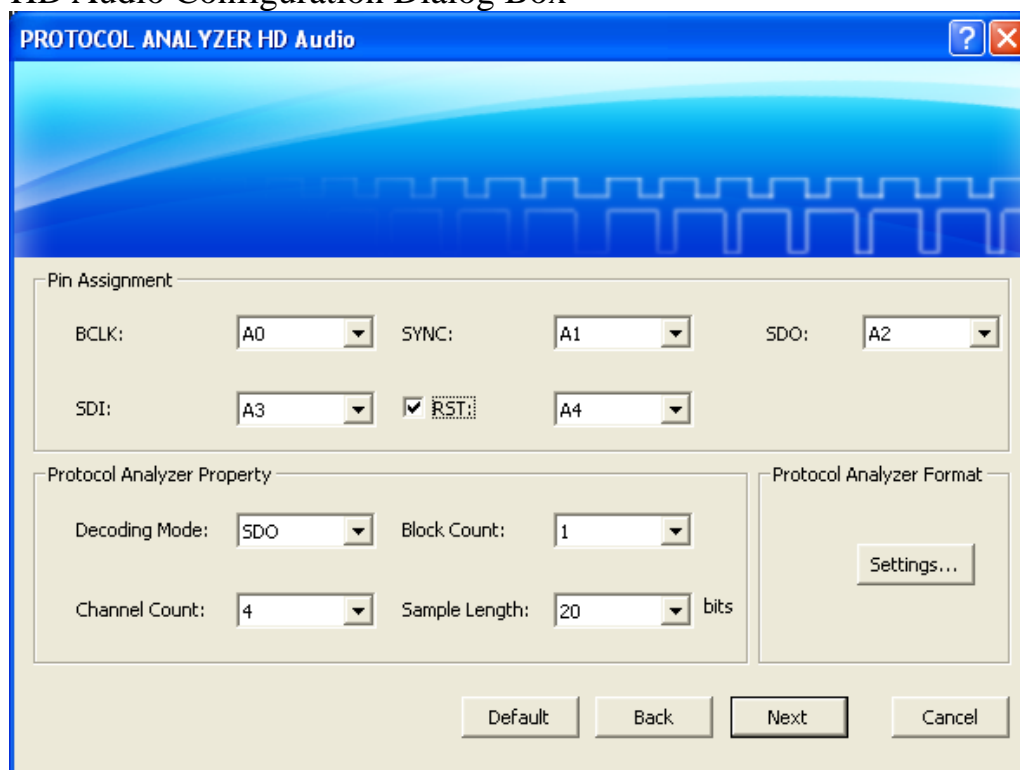 HD Audio Configuration Dialog Box
PROTOCOL ANALYZER HD Audio
Pin Assignment
BCLK: A0 SYNC: A1 SDO: A2
SDI: A3 RST: A4
Protocol Analyzer Property
Protocol Analyzer Format
Decoding Mode: SDO Block Count: 1
Settings...
Channel Count: 4 Sample Length: 20 bits
Default Back Next Cancel